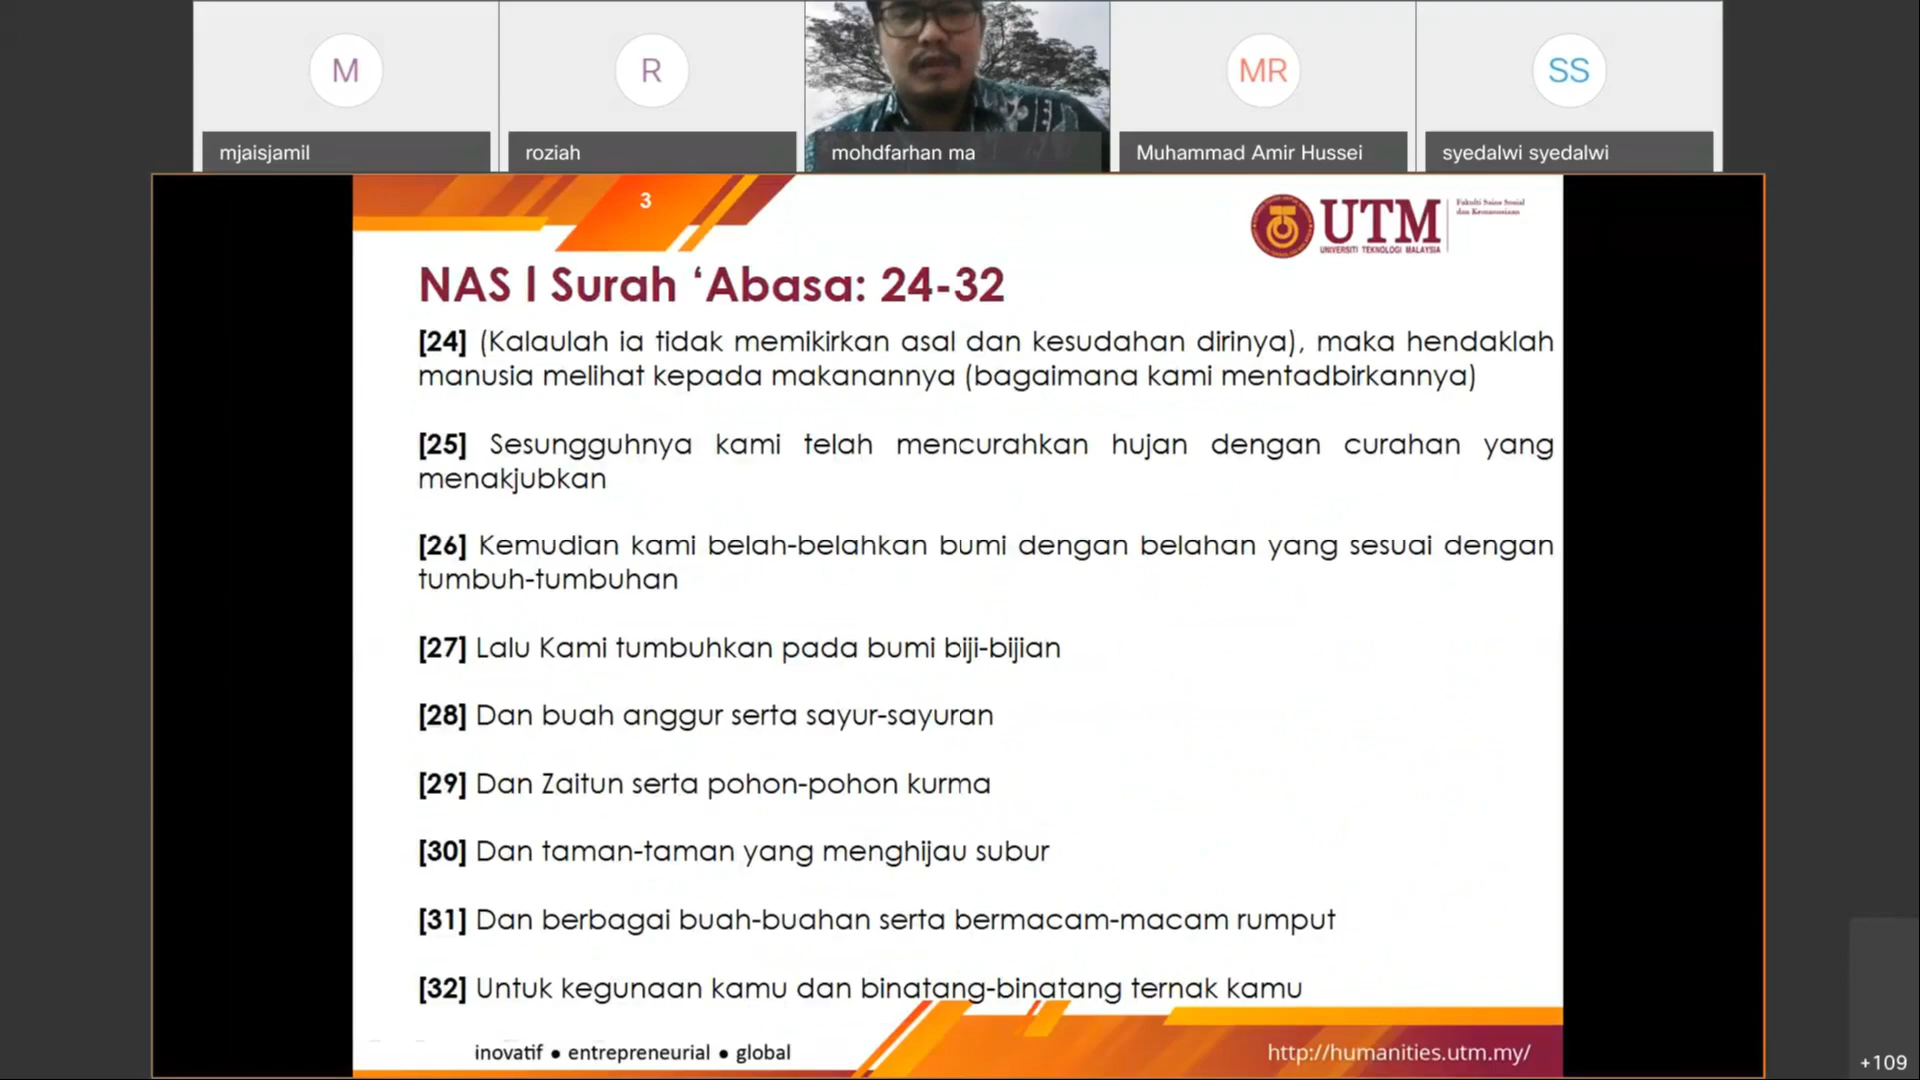 M
R
MR
SS
mjaisjamil
roziah
mohdfarhan ma
Muhammad Amir Hussei
syedalwi syedalwi
3
UTM
UNIVERSITI TEKNOLOGI MALAYSIA
Fakulti Sains Sosial
dan Kemanusiaan
NAS l Surah ‘Abasa: 24-32
[24] (Kalaulah ia tidak memikirkan asal dan kesudahan dirinya), maka hendaklah
manusia melihat kepada makanannya (bagaimana kami mentadbirkannya)
[25] Sesungguhnya kami telah mencurahkan hujan dengan curahan yang
menakjubkan
[26] Kemudian kami belah-belahkan bumi dengan belahan yang sesuai dengan
tumbuh-tumbuhan
[27] Lalu Kami tumbuhkan pada bumi biji-bijian
[28] Dan buah anggur serta sayur-sayuran
[29] Dan Zaitun serta pohon-pohon kurma
[30] Dan taman-taman yang menghijau subur
[31] Dan berbagai buah-buahan serta bermacam-macam rumput
[32] Untuk kegunaan kamu dan binatang-binatang ternak kamu
inovatif ● entrepreneurial ● global
http://humanities.utm.my/
+109